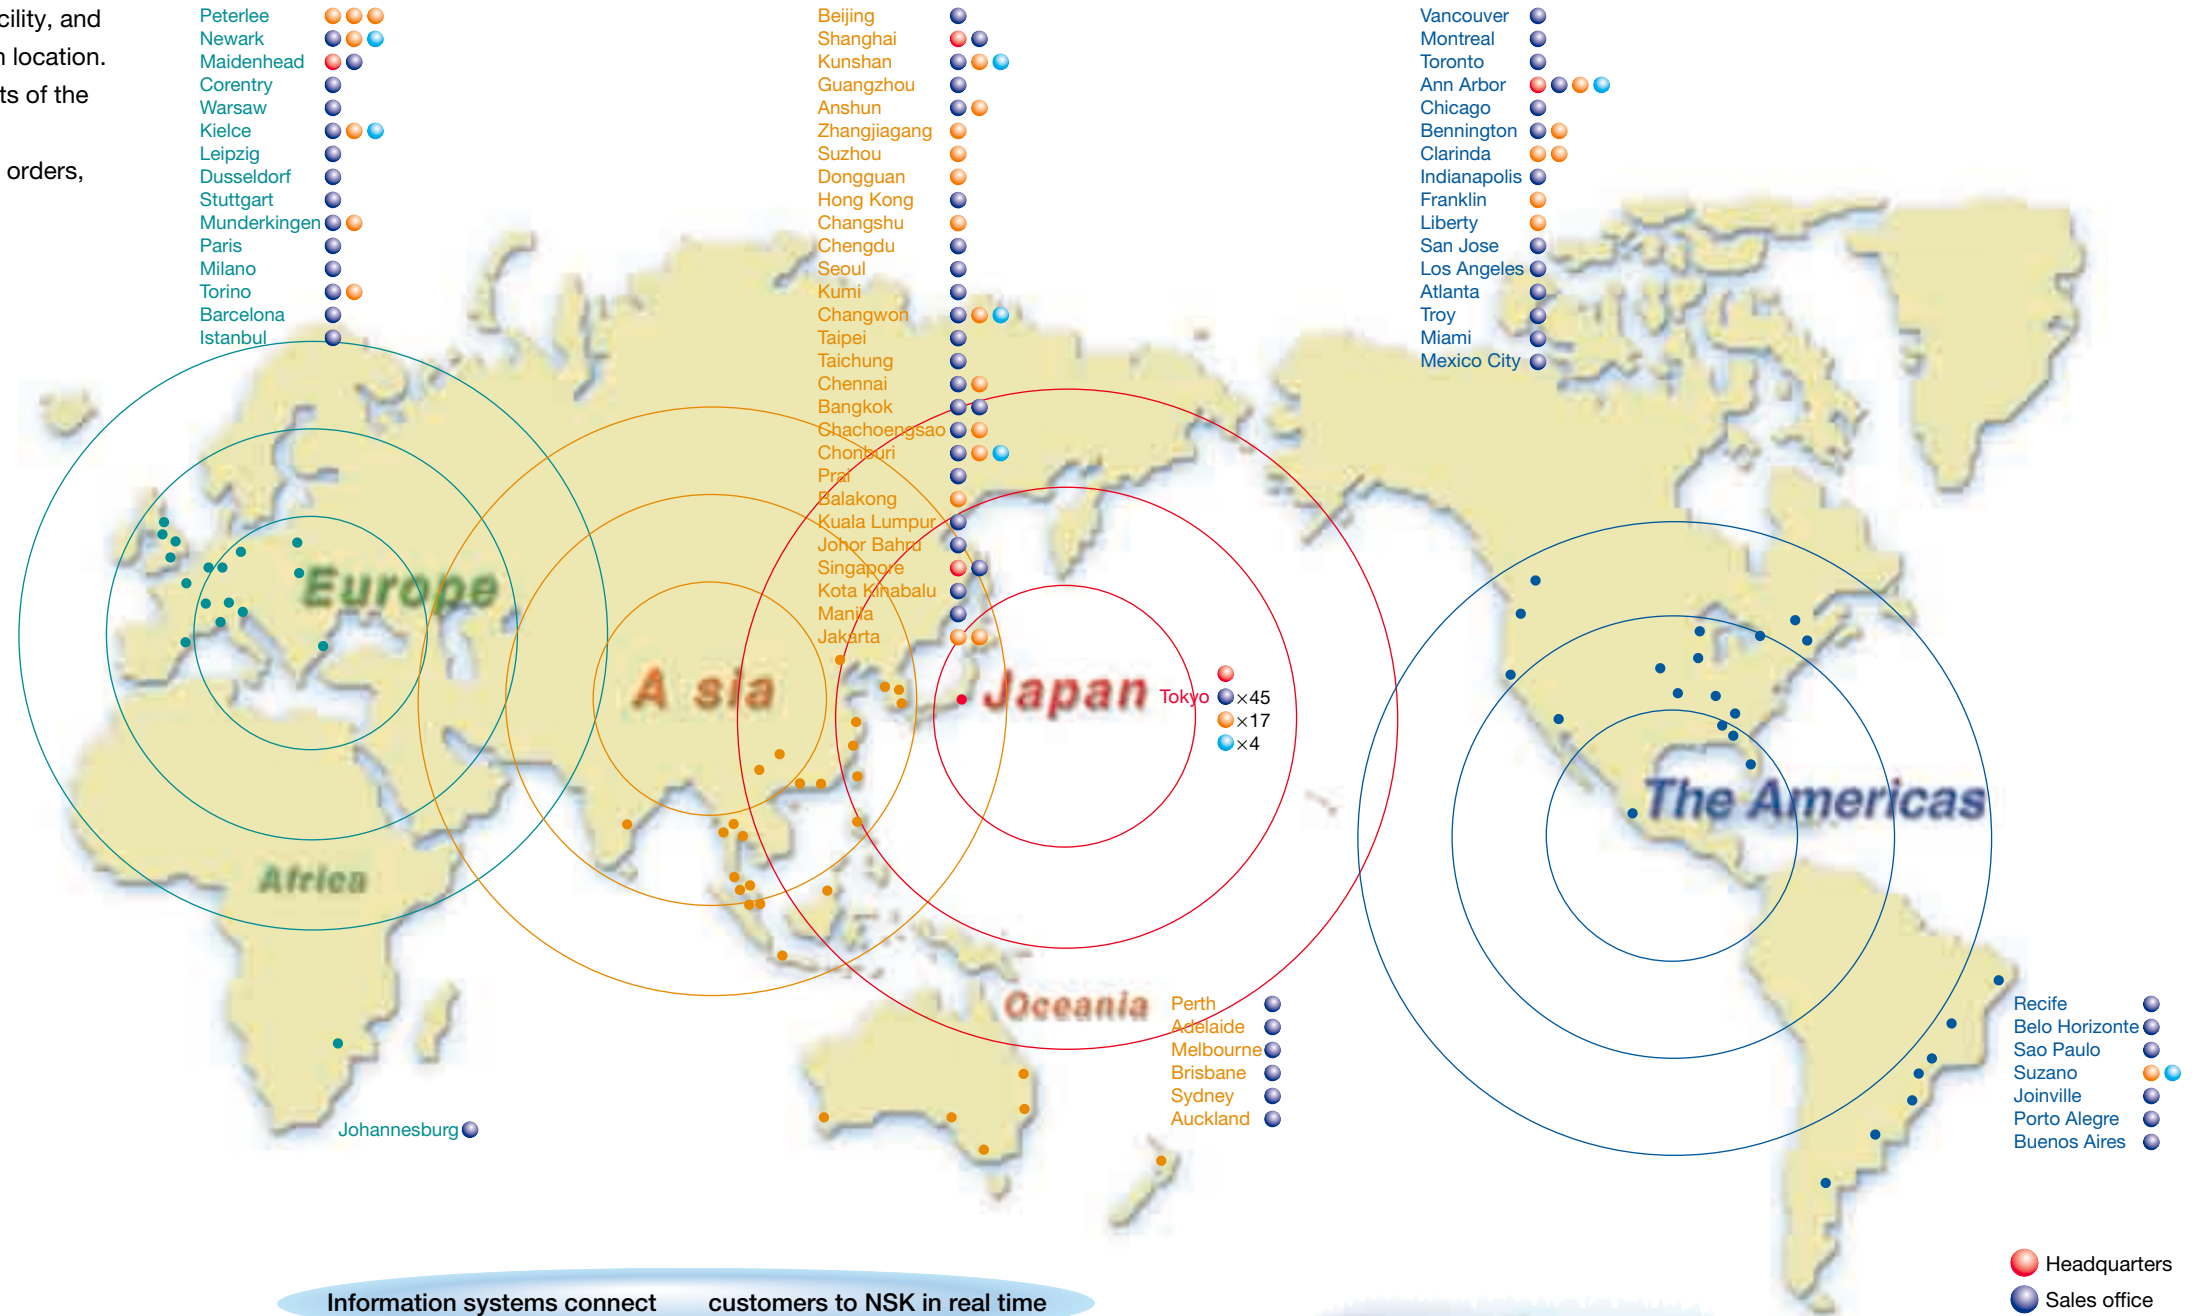 cility, and
n location.
ts of the
orders,
Peterlee
Newark
Maidenhead
Corentry
Warsaw
Kielce
Leipzig
Dusseldorf
Stuttgart
Munderkingen
Paris
Milano
Torino
Barcelona
Istanbul
Beijing
Shanghai
Kunshan
Guangzhou
Anshun
Zhangjiagang
Suzhou
Dongguan
Hong Kong
Changshu
Chengdu
Seoul
Kumi
Changwon
Taipei
Taichung
Chennai
Bangkok
Chachoengsao
Chonburi
Prai
Balakong
Kuala Lumpur
Johor Bahru
Singapore
Kota Kinabalu
Manila
Jakarta
Vancouver
Montreal
Toronto
Ann Arbor
Chicago
Bennington
Clarinda
Indianapolis
Franklin
Liberty
San Jose
Los Angeles
Atlanta
Troy
Miami
Mexico City
Europe
A sia
Japan
Tokyo
×45
×17
×4
The Americas
Africa
Oceania
Perth
Adelaide
Melbourne
Brisbane
Sydney
Auckland
Recife
Belo Horizonte
Sao Paulo
Suzano
Joinville
Porto Alegre
Buenos Aires
Johannesburg
Headquarters
Sales office
Information systems connect customers to NSK in real time